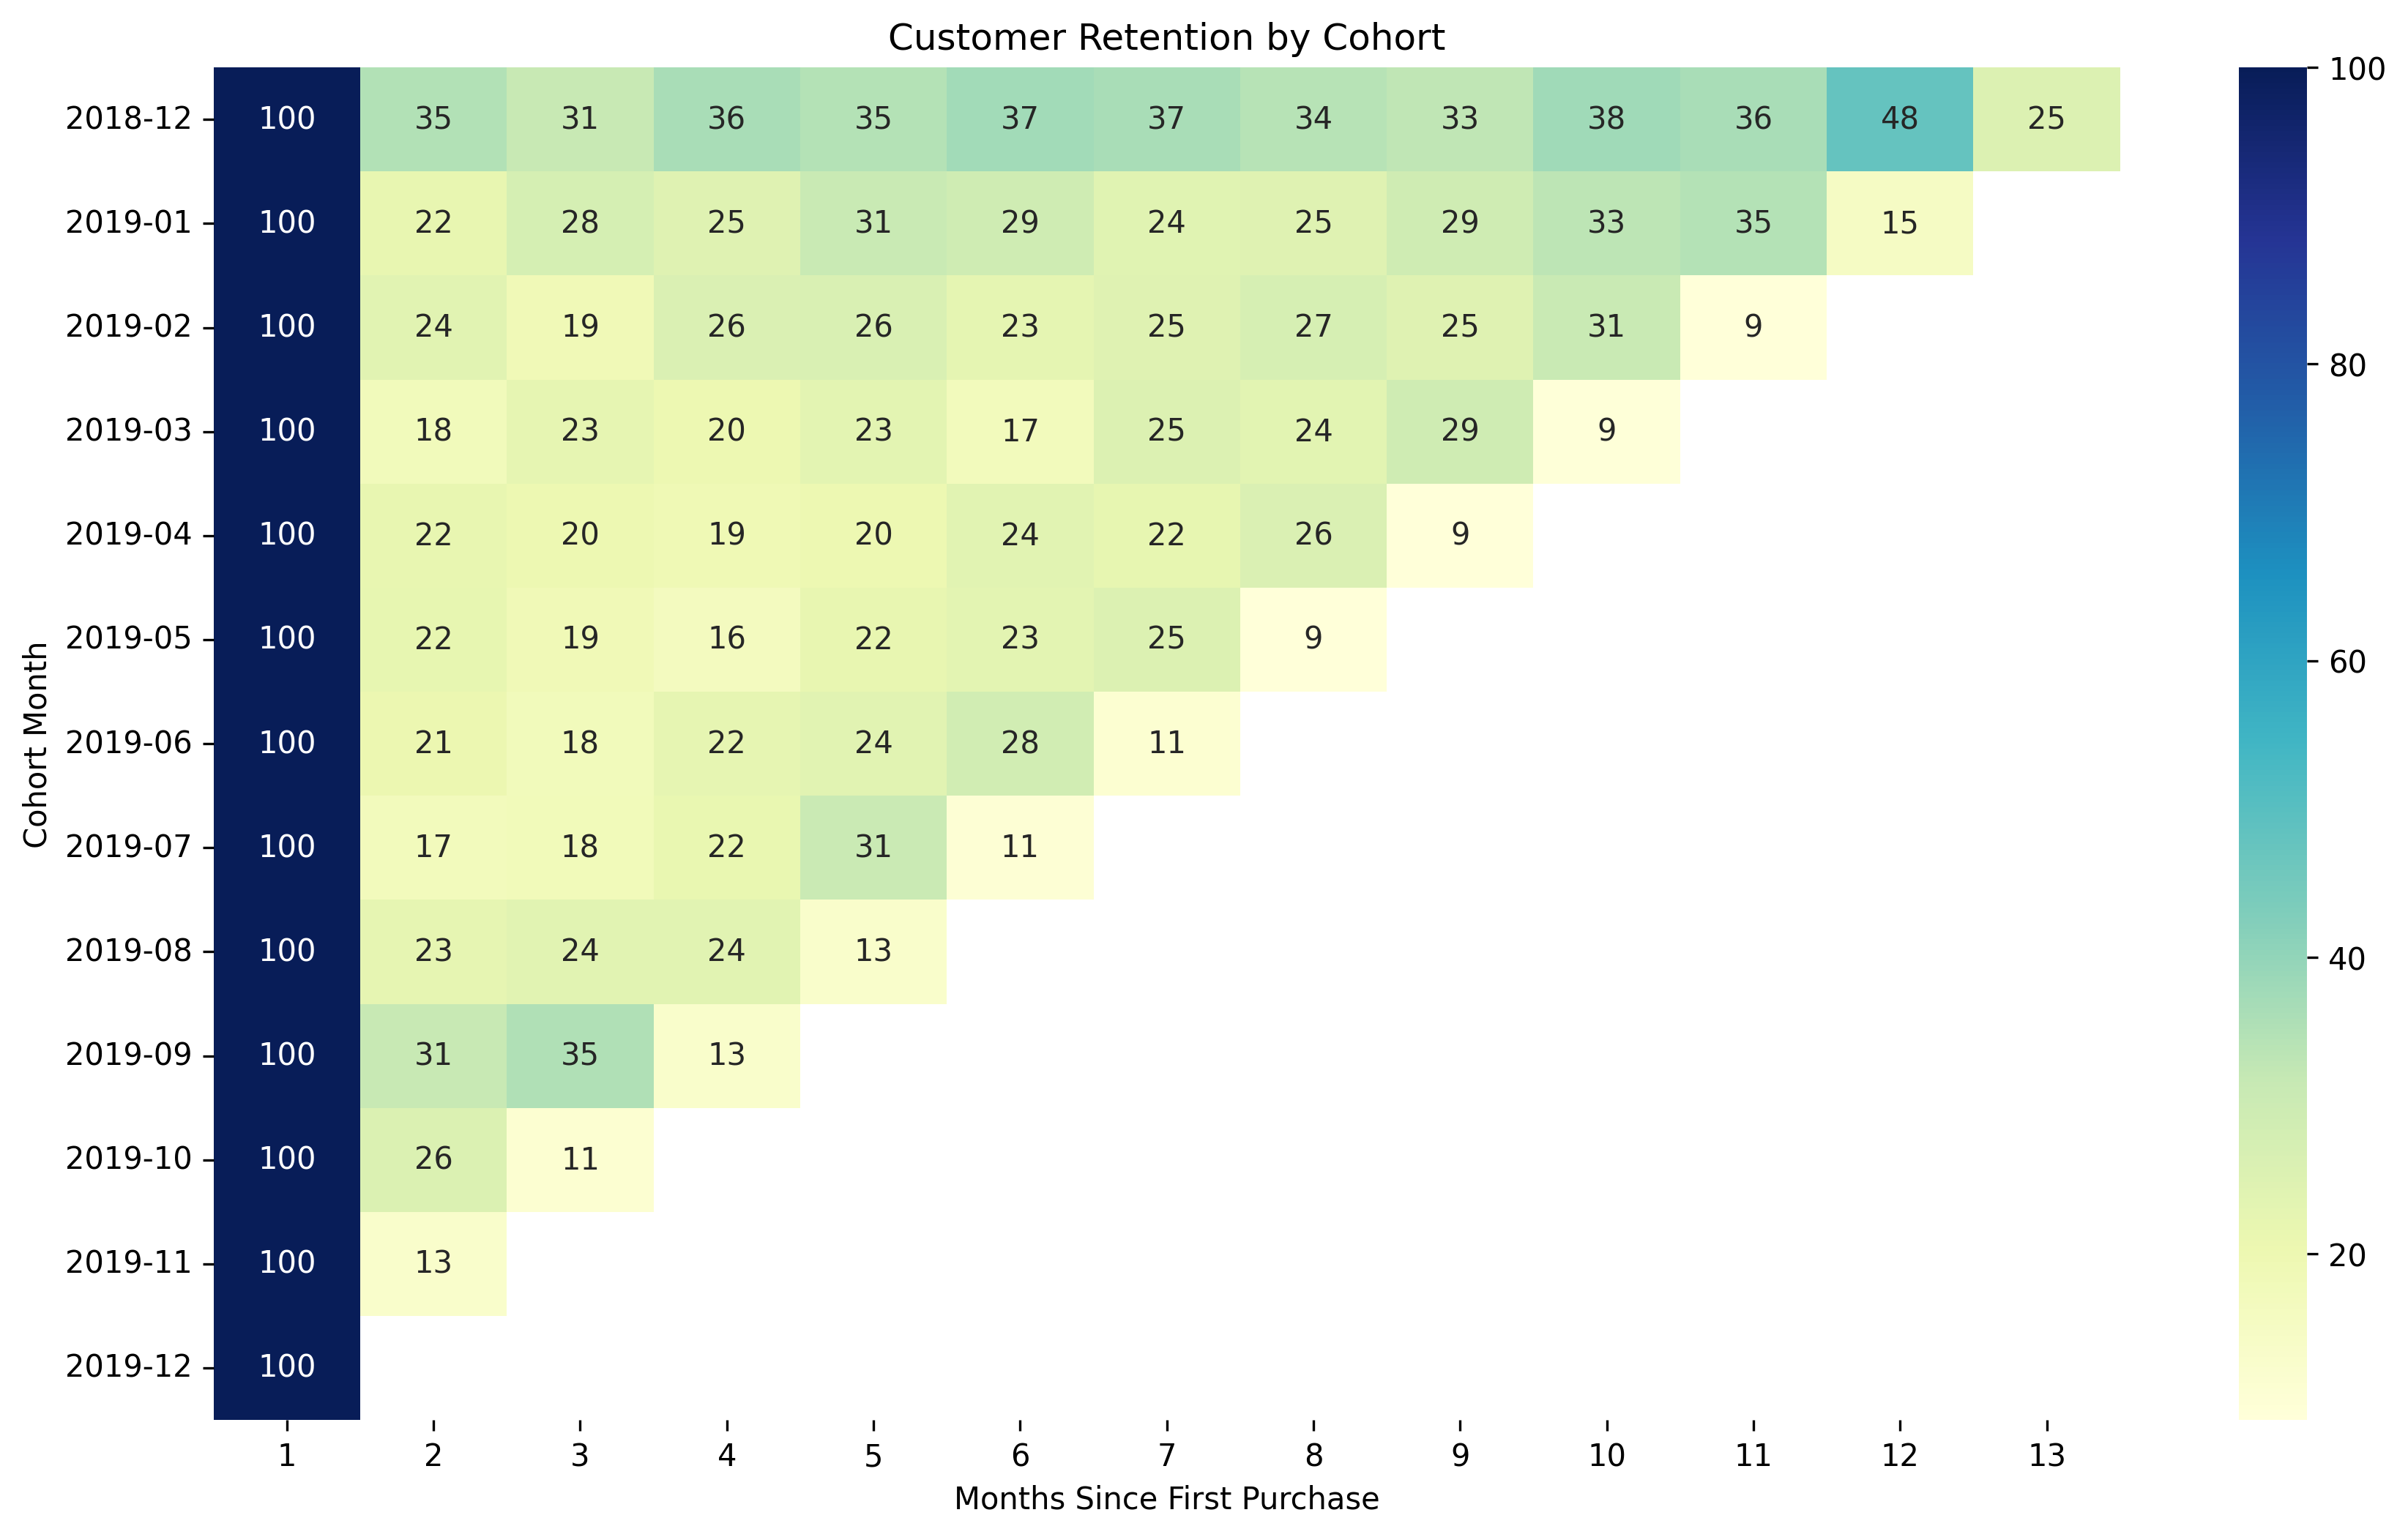 Customer Retention by Cohort
2018-12 100 35 31 36 35 37 37 34 33 38 36 48 25
2019-01 100 22 28 25 31 29 24 25 29 33 35 15
2019-02 100 24 19 26 26 23 25 27 25 31 9
2019-03 100 18 23 20 23 17 25 24 29 9
2019-04 100 22 20 19 20 24 22 26 9
2019-05 100 22 19 16 22 23 25 9
2019-06 100 21 18 22 24 28 11
2019-07 100 17 18 22 31 11
2019-08 100 23 24 24 13
2019-09 100 31 35 13
2019-10 100 26 11
2019-11 100 13
2019-12 100
1 2 3 4 5 6 7 8 9 10 11 12 13
Months Since First Purchase
Cohort Month
100
80
60
40
20